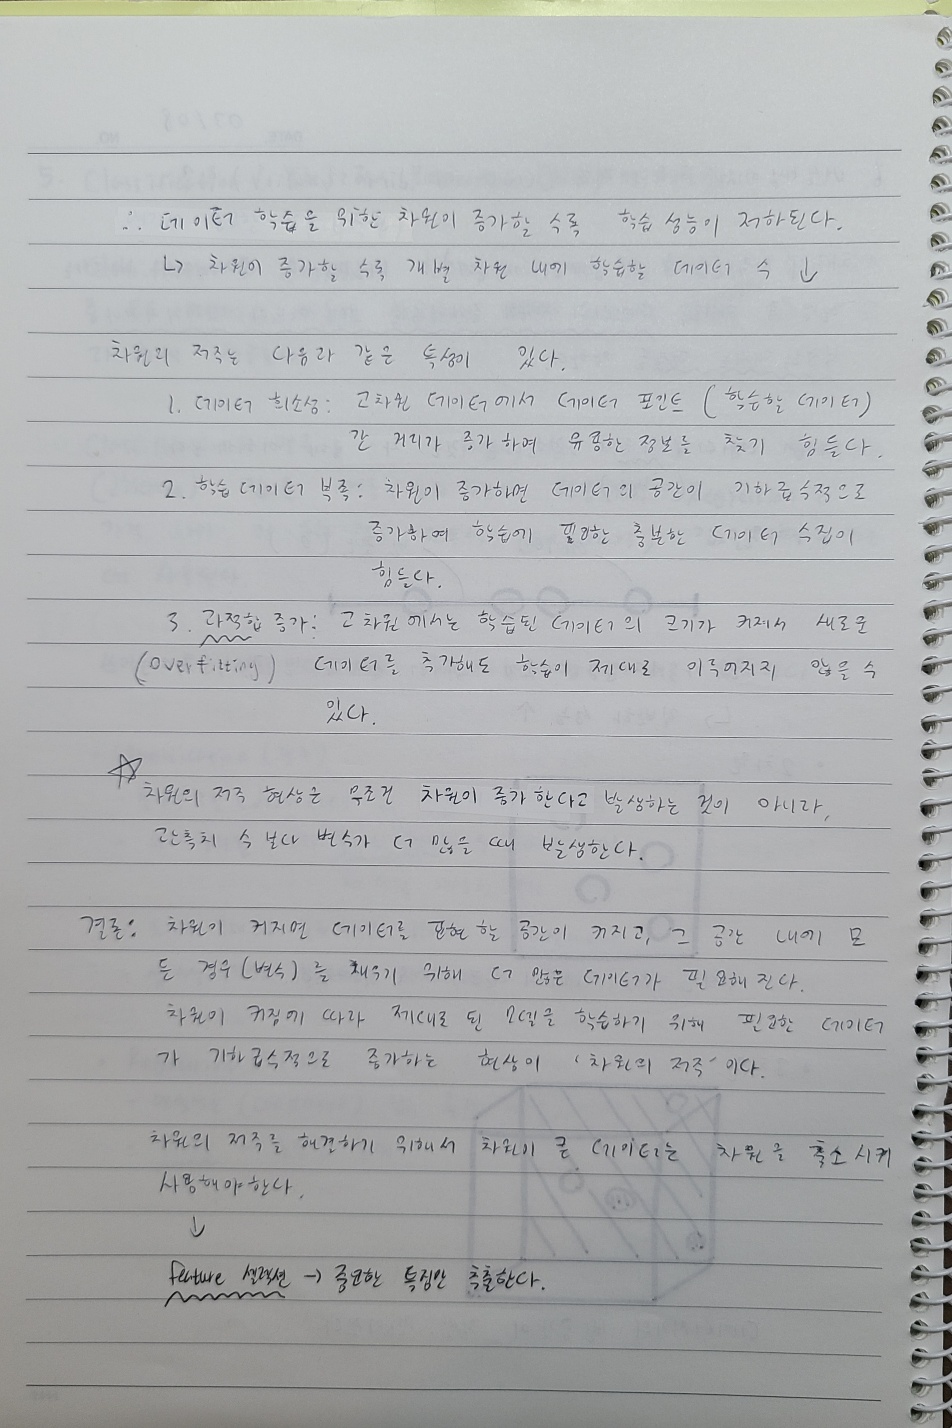 ∴ 데이터 학습을 위한 차원이 증가할 수록 학습 성능이 저하된다.
↳ 차원이 증가할 수록 개별 차원 내에 학습할 데이터 수 ↓
차원의 저주는 다음과 같은 특성이 있다.
1. 데이터 희소성: 고차원 데이터에서 데이터 포인트 (학습할 데이터)
간 거리가 증가하여 유용한 정보를 찾기 힘들다.
2. 학습 데이터 부족: 차원이 증가하면 데이터의 공간이 기하급수적으로
증가하여 학습에 필요한 충분한 데이터 수집이
힘들다.
3. 과적합 증가: 고차원에서는 학습된 데이터의 크기가 커져서 새로운
(Overfitting) 데이터를 추가해도 학습이 제대로 이루어지지 않을 수
있다.
☆ 차원의 저주 현상은 무조건 차원이 증가한다고 발생하는 것이 아니라,
관측치 수 보다 변수가 더 많을 때 발생한다.
결론: 차원이 커지면 데이터를 표현할 공간이 커지고, 그 공간 내에 모
든 경우(변수)를 채우기 위해 더 많은 데이터가 필요해진다.
차원이 커짐에 따라 제대로 된 모델을 학습하기 위해 필요한 데이터
가 기하급수적으로 증가하는 현상이 '차원의 저주'이다.
차원의 저주를 해결하기 위해서 차원이 큰 데이터는 차원을 축소시켜
사용해야한다.
↓
feature 셀렉션 → 중요한 특징만 추출한다.